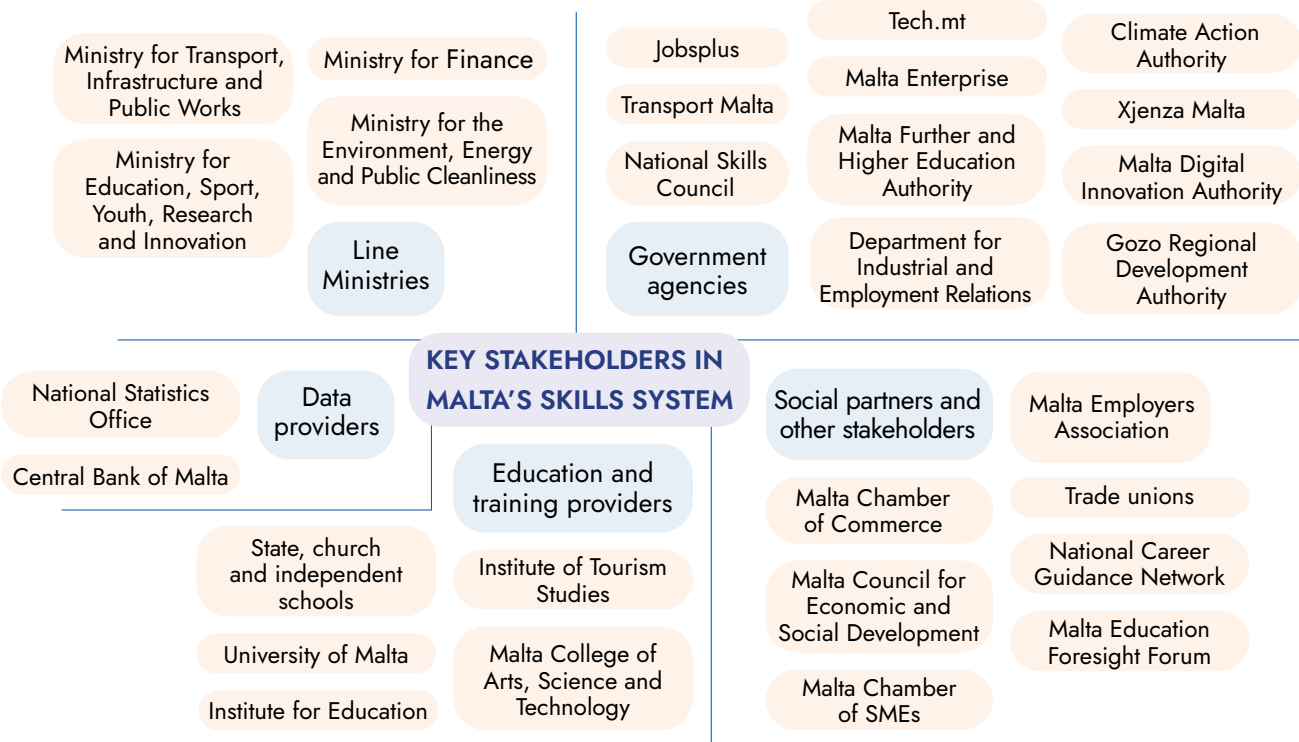 Ministry for Transport,
Infrastructure and
Public Works
Ministry for Finance
Ministry for
Education, Sport,
Youth, Research
and Innovation
Ministry for the
Environment, Energy
and Public Cleanliness
Line
Ministries
Jobsplus
Transport Malta
National Skills
Council
Government
agencies
Tech.mt
Malta Enterprise
Malta Further and
Higher Education
Authority
Department for
Industrial and
Employment Relations
Climate Action
Authority
Xjenza Malta
Malta Digital
Innovation Authority
Gozo Regional
Development
Authority
KEY STAKEHOLDERS IN
MALTA’S SKILLS SYSTEM
National Statistics
Office
Central Bank of Malta
Data
providers
Education and
training providers
State, church
and independent
schools
University of Malta
Institute for Education
Institute of Tourism
Studies
Malta College of
Arts, Science and
Technology
Social partners and
other stakeholders
Malta Chamber
of Commerce
Malta Council for
Economic and
Social Development
Malta Chamber
of SMEs
Malta Employers
Association
Trade unions
National Career
Guidance Network
Malta Education
Foresight Forum